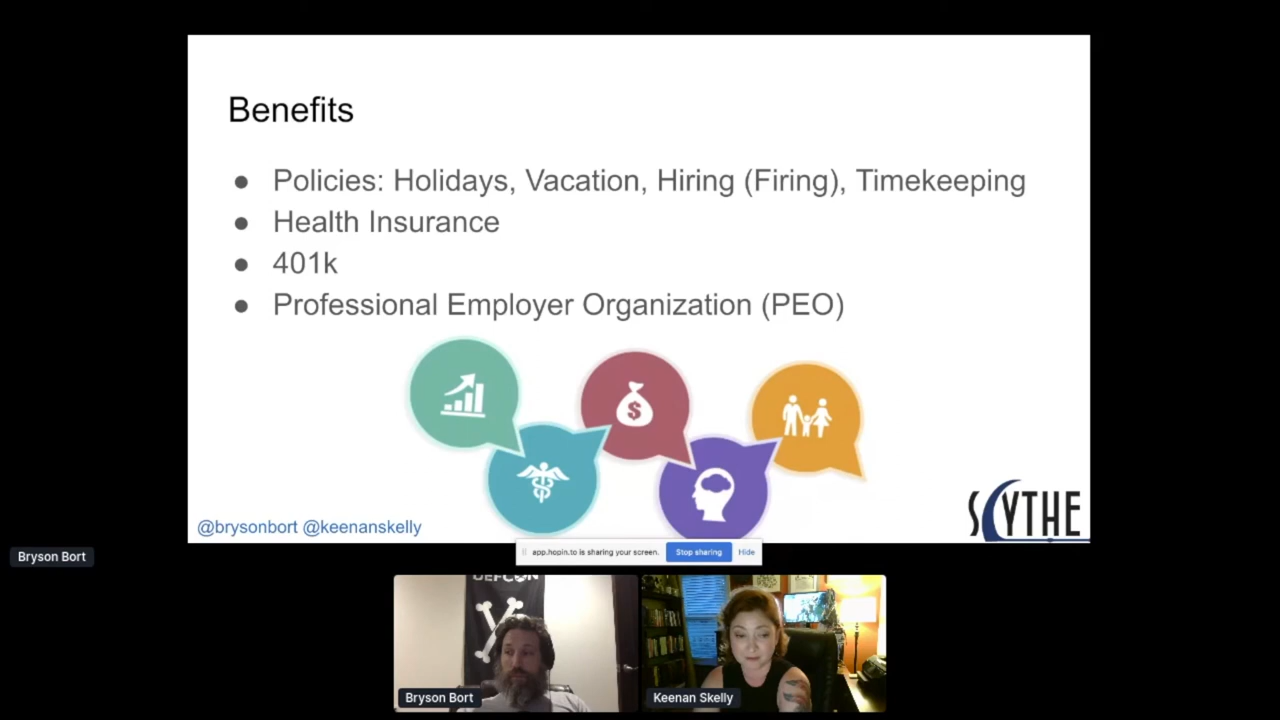 Benefits
● Policies: Holidays, Vacation, Hiring (Firing), Timekeeping
● Health Insurance
● 401k
● Professional Employer Organization (PEO)
$
@brysonbort @keenanskelly
SCYTHE
Bryson Bort
app.hopin.to is sharing your screen. Stop sharing Hide
DEFCON
Bryson Bort
Keenan Skelly